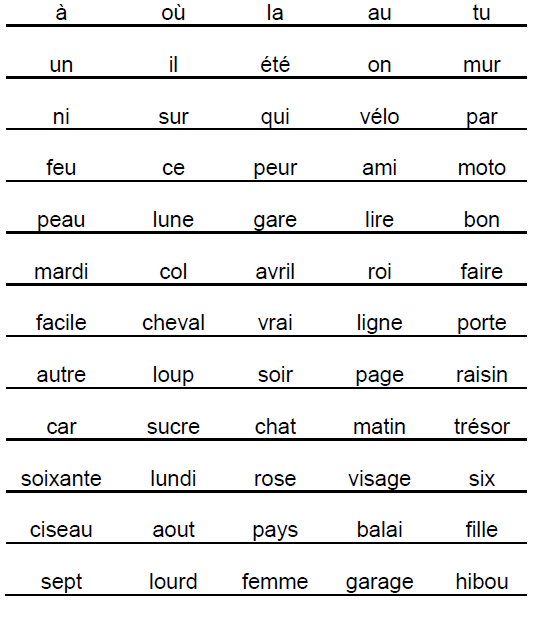 à où la au tu
un il été on mur
ni sur qui vélo par
feu ce peur ami moto
peau lune gare lire bon
mardi col avril roi faire
facile cheval vrai ligne porte
autre loup soir page raisin
car sucre chat matin trésor
soixante lundi rose visage six
ciseau aout pays balai fille
sept lourd femme garage hibou